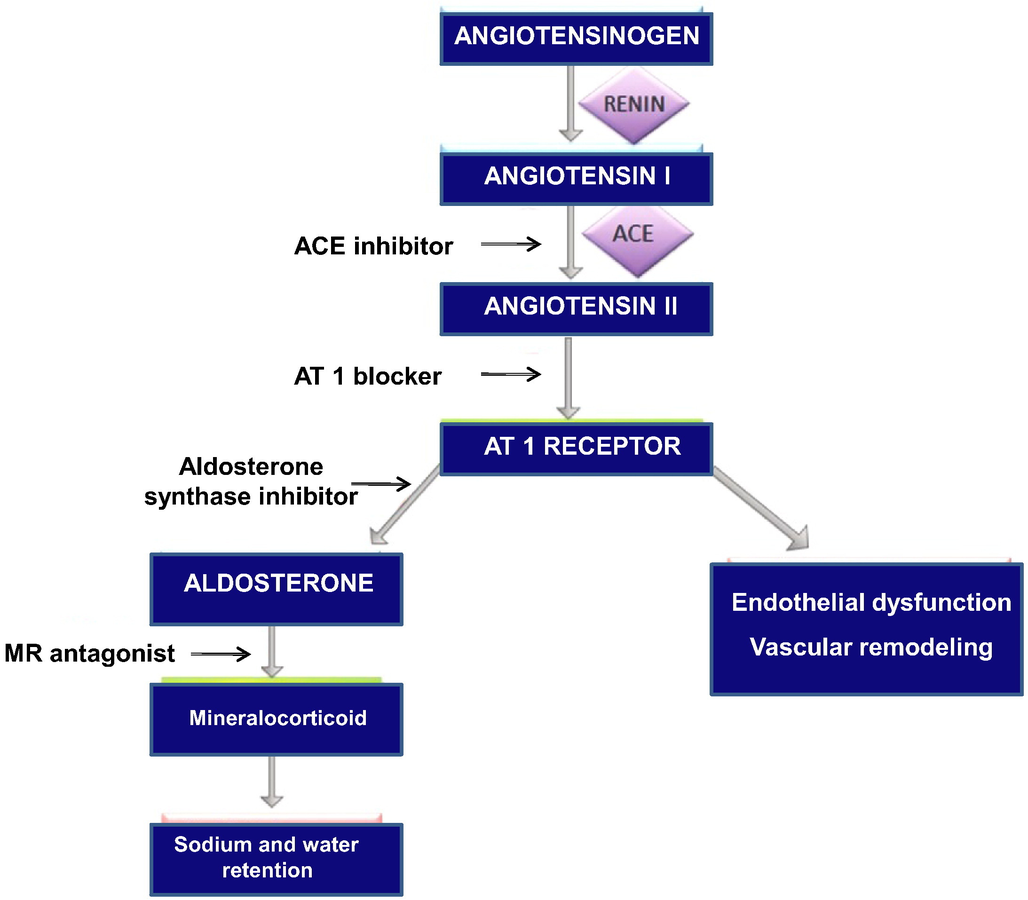 ANGIOTENSINOGEN
RENIN
ANGIOTENSIN I
ACE inhibitor
ACE
ANGIOTENSIN II
AT 1 blocker
AT 1 RECEPTOR
Aldosterone
synthase inhibitor
ALDOSTERONE
Endothelial dysfunction
Vascular remodeling
MR antagonist
Mineralocorticoid
Sodium and water
retention